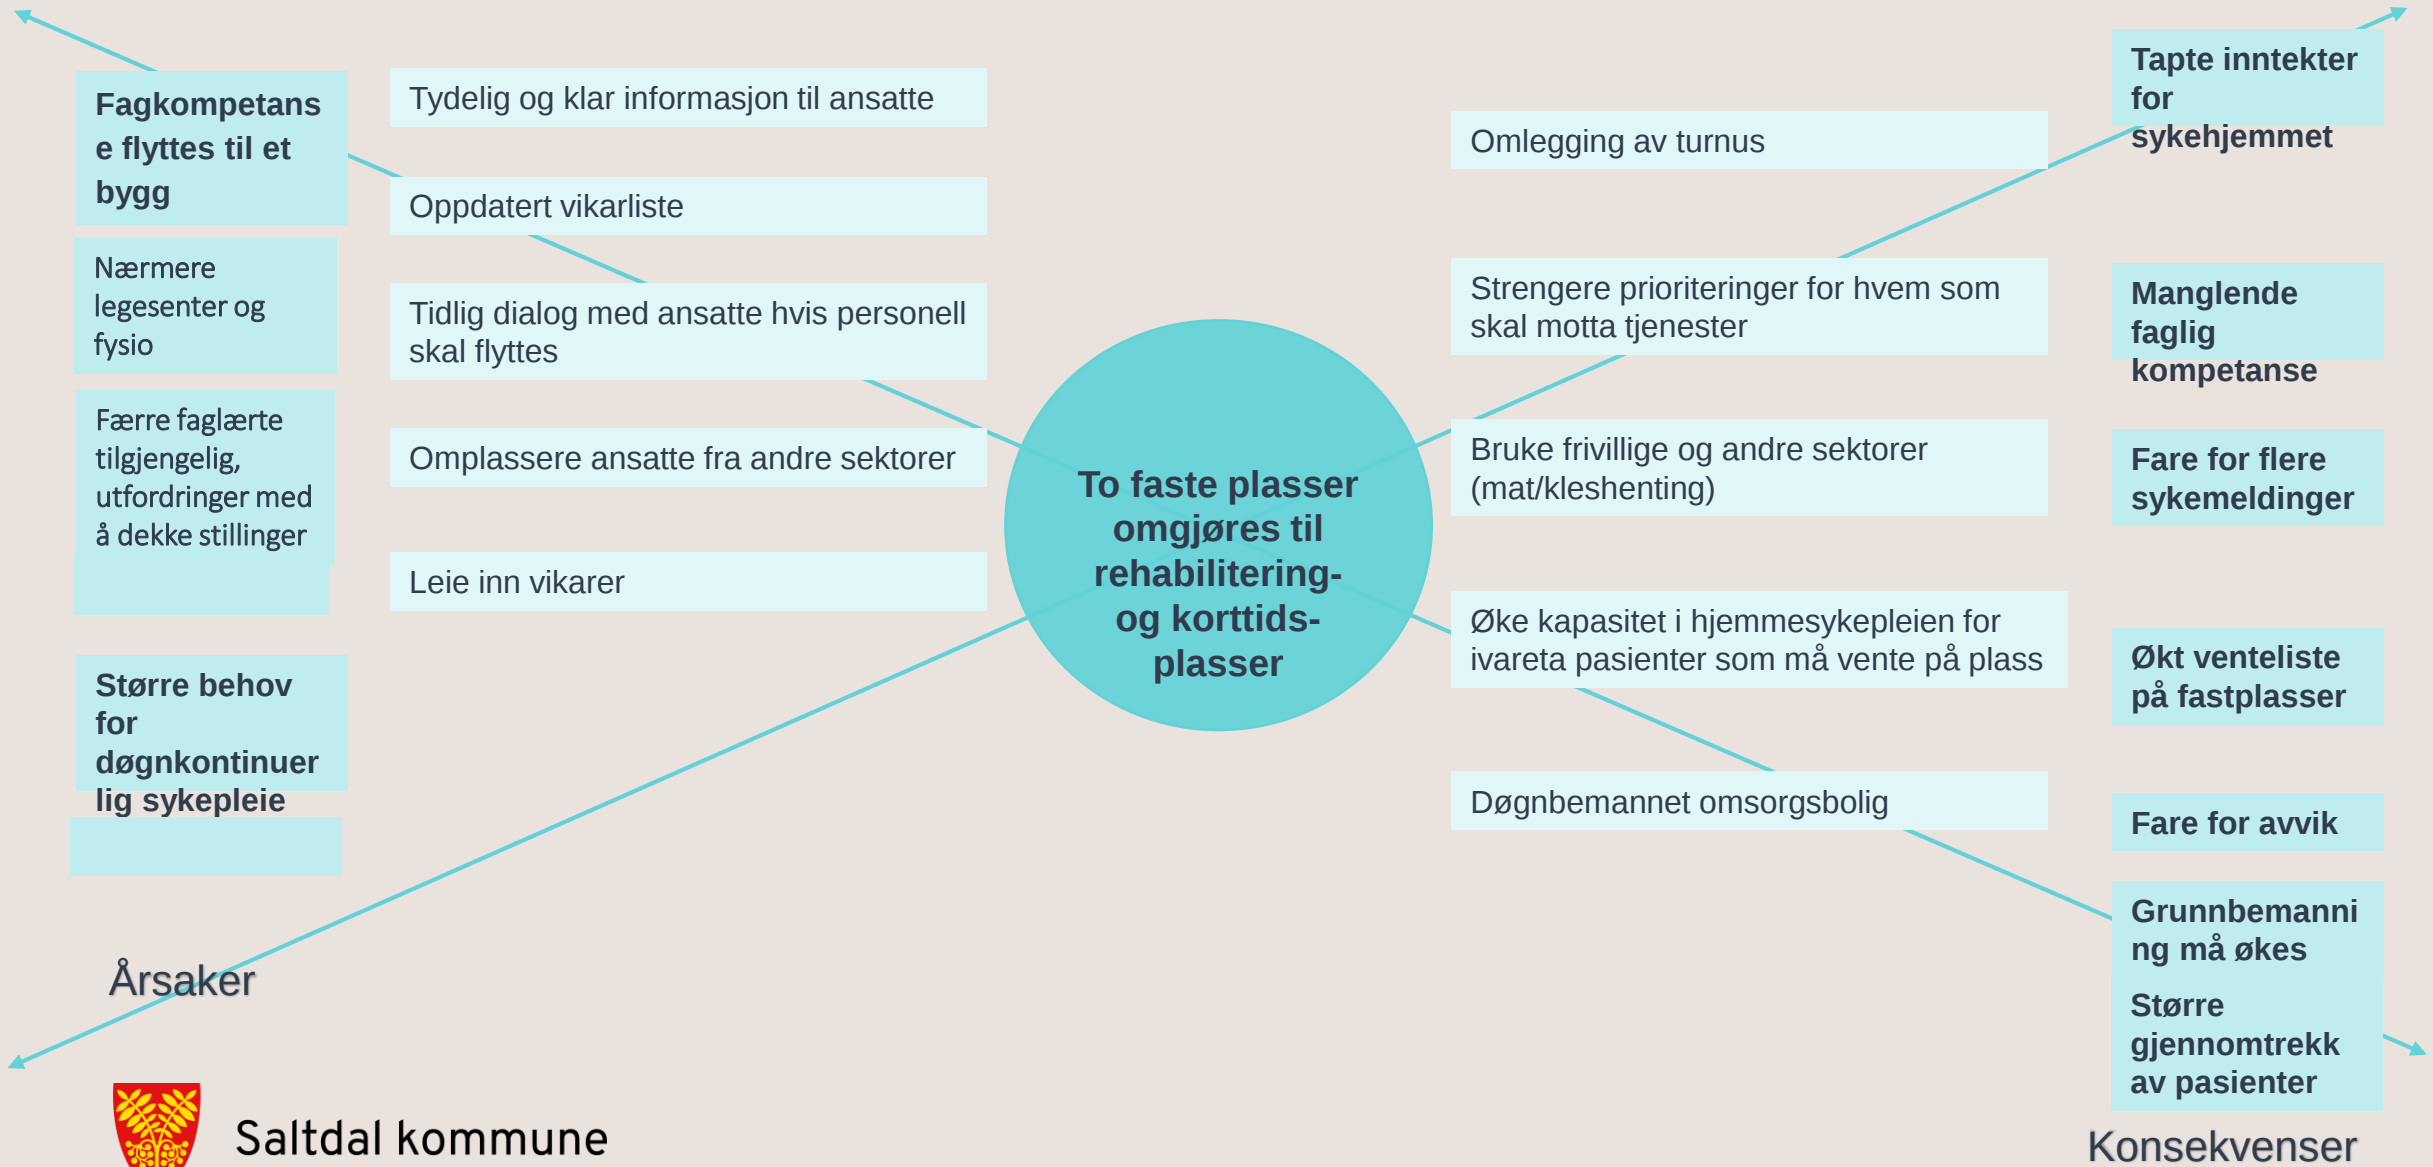 Fagkompetans
e flyttes til et
bygg
Nærmere
legesenter og
fysio
Færre faglærte
tilgjengelig,
utfordringer med
å dekke stillinger
Større behov
for
døgnkontinuer
lig sykepleie
Årsaker
Tydelig og klar informasjon til ansatte
Oppdatert vikarliste
Tidlig dialog med ansatte hvis personell
skal flyttes
Omplassere ansatte fra andre sektorer
Leie inn vikarer
To faste plasser
omgjøres til
rehabilitering-
og korttids-
plasser
Omlegging av turnus
Strengere prioriteringer for hvem som
skal motta tjenester
Bruke frivillige og andre sektorer
(mat/kleshenting)
Øke kapasitet i hjemmesykepleien for
ivareta pasienter som må vente på plass
Døgnbemannet omsorgsbolig
Tapte inntekter
for
sykehjemmet
Manglende
faglig
kompetanse
Fare for flere
sykemeldinger
Økt venteliste
på fastplasser
Fare for avvik
Grunnbemanni
ng må økes
Større
gjennomtrekk
av pasienter
Konsekvenser
Saltdal kommune